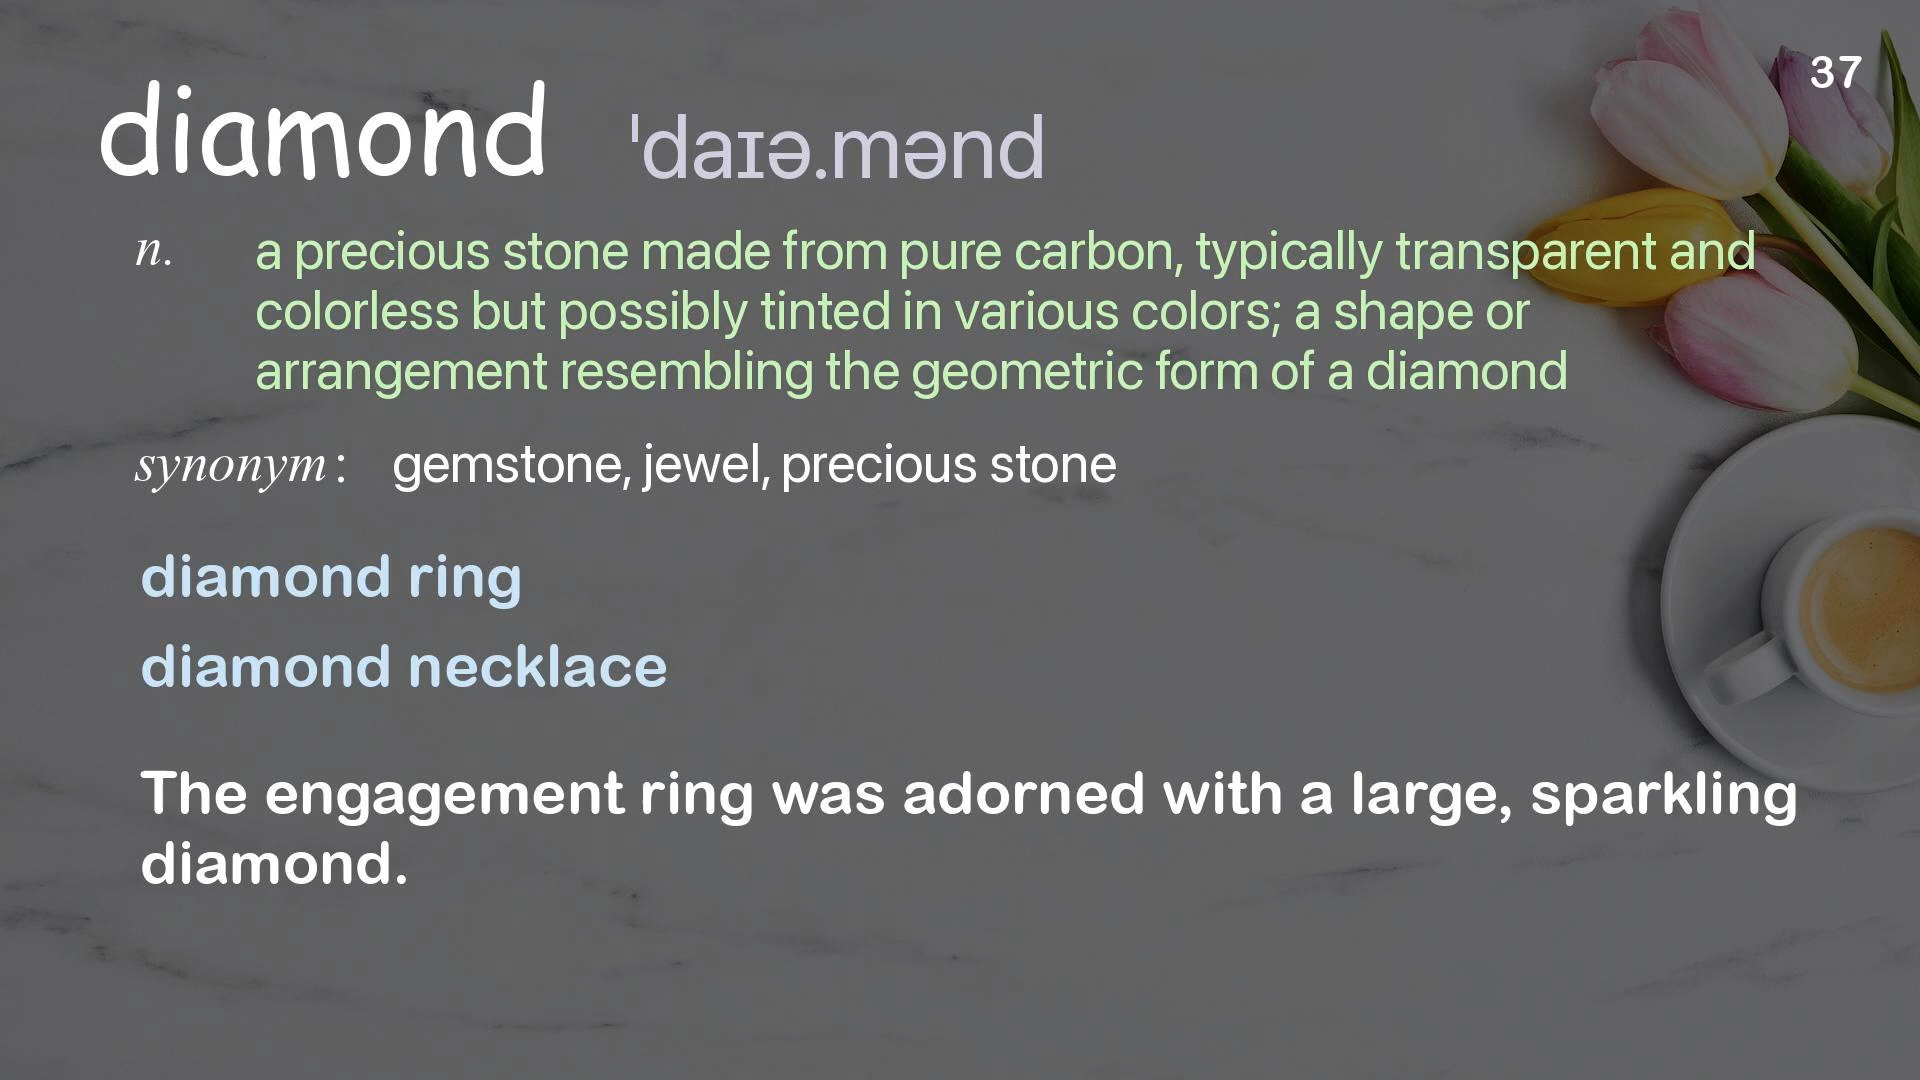 37
diamond ˈdaɪə.mənd
n. a precious stone made from pure carbon, typically transparent and
colorless but possibly tinted in various colors; a shape or
arrangement resembling the geometric form of a diamond
synonym : gemstone, jewel, precious stone
diamond ring
diamond necklace
The engagement ring was adorned with a large, sparkling
diamond.